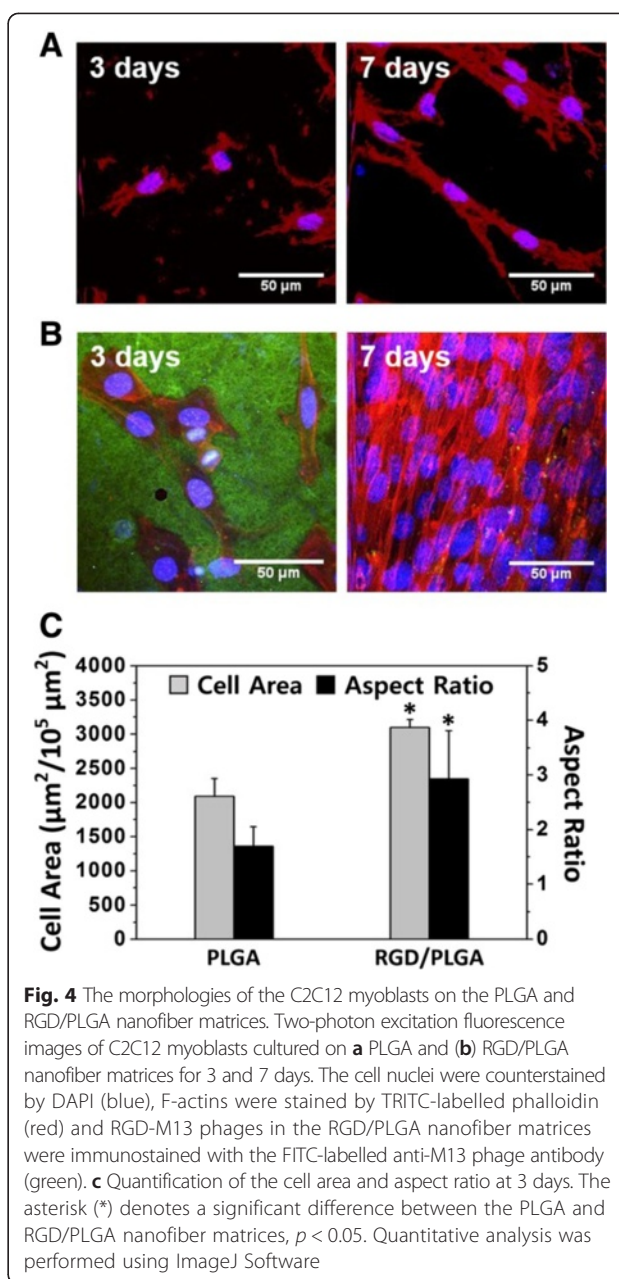 A
3 days
7 days
50 µm
50 µm
B
3 days
7 days
50 µm
50 µm
C
Cell Area (µm²/10⁵ µm²)
4000
3500
3000
2500
2000
1500
1000
500
0
Cell Area
Aspect Ratio
*
*
5
4
3
2
1
0
Aspect Ratio
PLGA
RGD/PLGA
Fig. 4 The morphologies of the C2C12 myoblasts on the PLGA and
RGD/PLGA nanofiber matrices. Two-photon excitation fluorescence
images of C2C12 myoblasts cultured on a PLGA and (b) RGD/PLGA
nanofiber matrices for 3 and 7 days. The cell nuclei were counterstained
by DAPI (blue), F-actins were stained by TRITC-labelled phalloidin
(red) and RGD-M13 phages in the RGD/PLGA nanofiber matrices
were immunostained with the FITC-labelled anti-M13 phage antibody
(green). c Quantification of the cell area and aspect ratio at 3 days. The
asterisk (*) denotes a significant difference between the PLGA and
RGD/PLGA nanofiber matrices, p < 0.05. Quantitative analysis was
performed using ImageJ Software